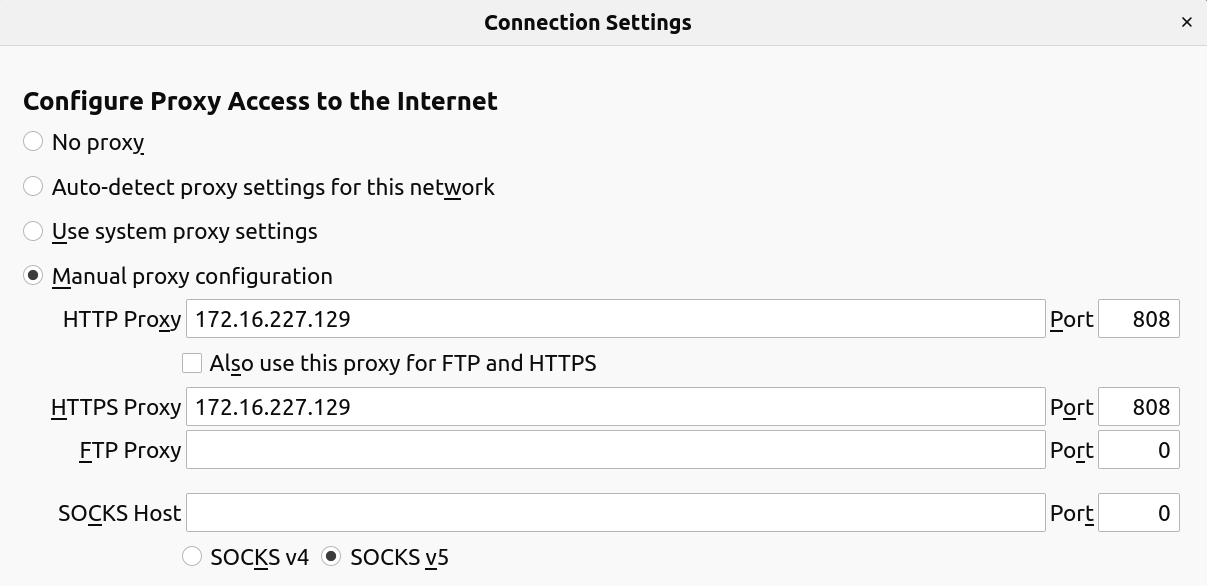 Connection Settings
Configure Proxy Access to the Internet
No proxy
Auto-detect proxy settings for this network
Use system proxy settings
Manual proxy configuration
HTTP Proxy 172.16.227.129 Port 808
Also use this proxy for FTP and HTTPS
HTTPS Proxy 172.16.227.129 Port 808
FTP Proxy Port 0
SOCKS Host Port 0
SOCKS v4 SOCKS v5